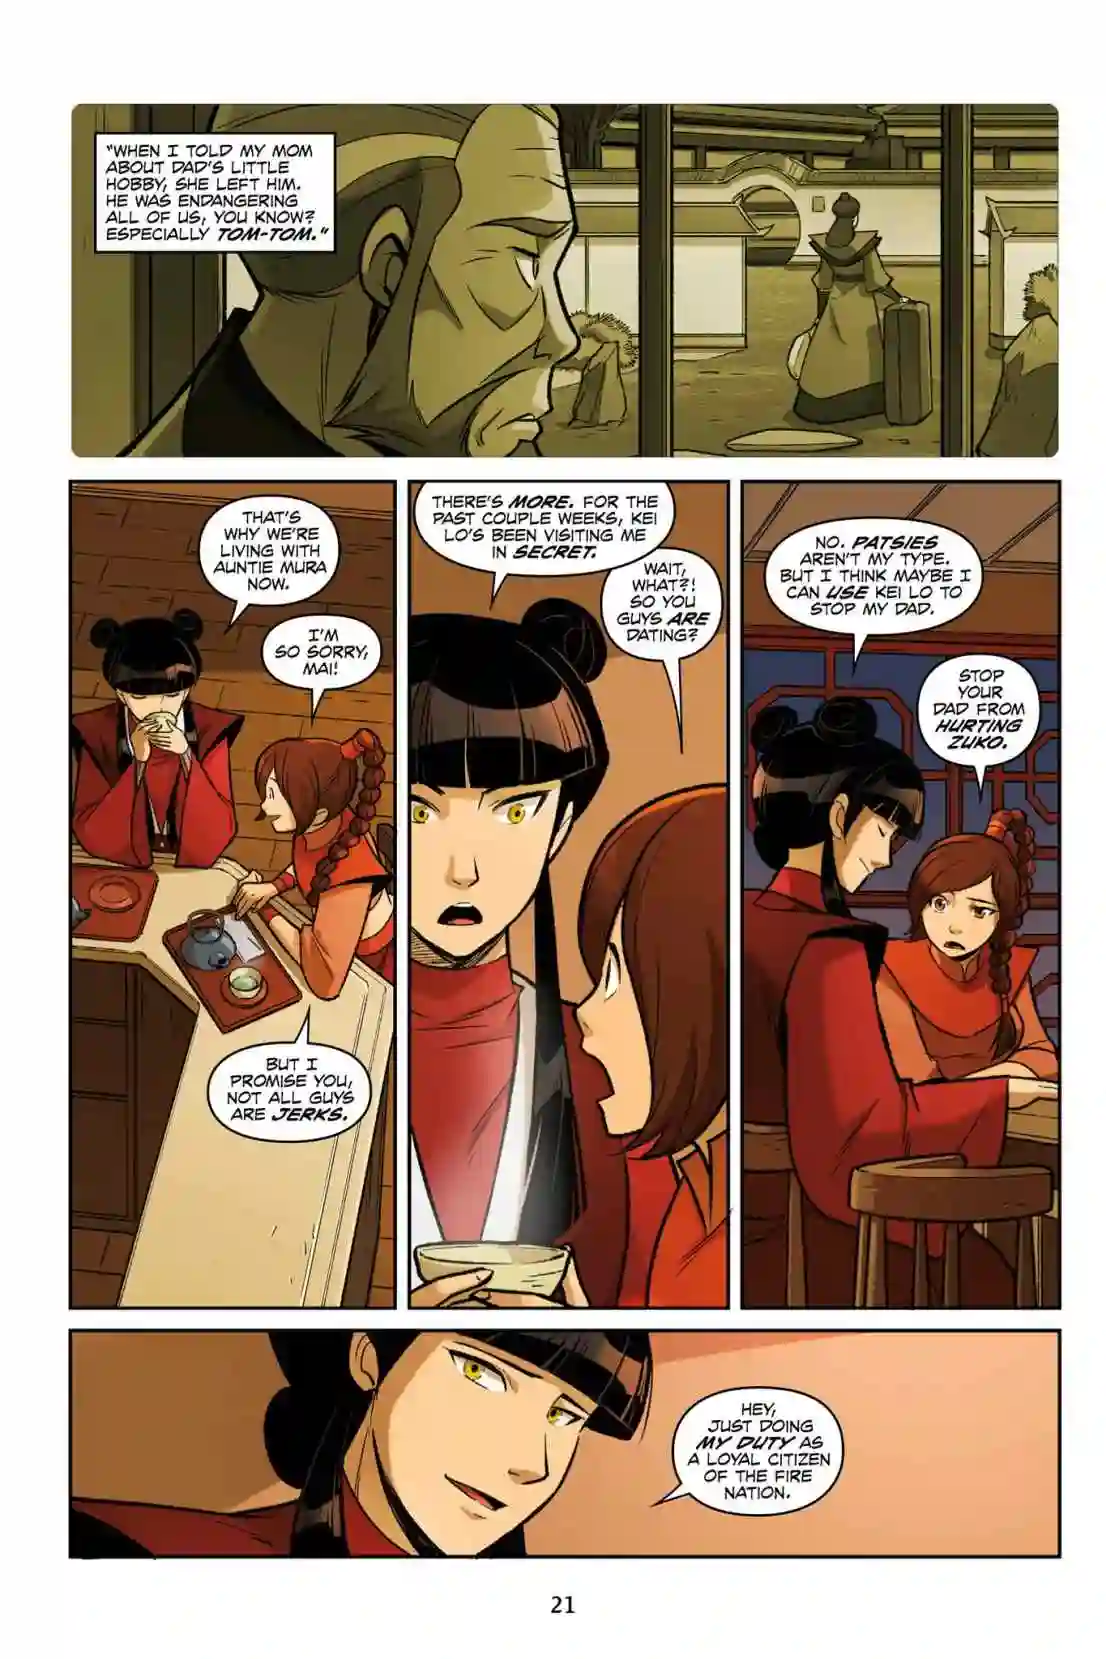 "WHEN I TOLD MY MOM
ABOUT DAD'S LITTLE
HOBBY, SHE LEFT HIM.
HE WAS ENDANGERING
ALL OF US, YOU KNOW?
ESPECIALLY TOM-TOM."
THAT'S
WHY WE'RE
LIVING WITH
AUNTIE MURA
NOW.
I'M
SO SORRY,
MAI!
BUT I
PROMISE YOU,
NOT ALL GUYS
ARE JERKS.
THERE'S MORE. FOR THE
PAST COUPLE WEEKS, KEI
LO'S BEEN VISITING ME
IN SECRET.
WAIT,
WHAT?!
SO YOU
GUYS ARE
DATING?
NO. PATSIES
AREN'T MY TYPE.
BUT I THINK MAYBE I
CAN USE KEI LO TO
STOP MY DAD.
STOP
YOUR
DAD FROM
HURTING
ZUKO.
HEY,
JUST DOING
MY DUTY AS
A LOYAL CITIZEN
OF THE FIRE
NATION.
21